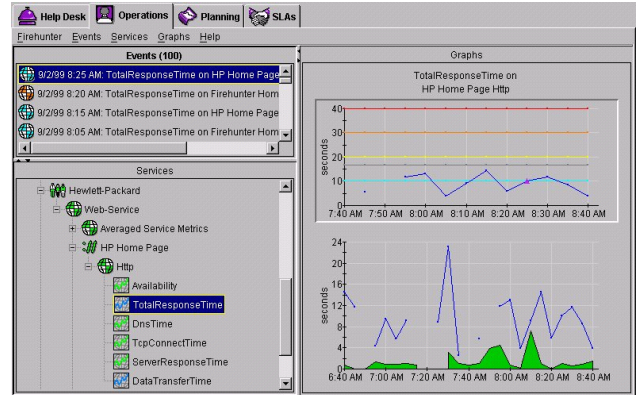 Help Desk Operations Planning SLAs
Firehunter Events Services Graphs Help
Events (100)
9/2/99 8:25 AM: TotalResponseTime on HP Home Page
9/2/99 8:20 AM: TotalResponseTime on Firehunter Hom
9/2/99 8:15 AM: TotalResponseTime on HP Home Page
9/2/99 8:05 AM: TotalResponseTime on Firehunter Hom
Services
Hewlett-Packard
Web-Service
Averaged Service Metrics
HP Home Page
Http
Availability
TotalResponseTime
DnsTime
TcpConnectTime
ServerResponseTime
DataTransferTime
Graphs
TotalResponseTime on
HP Home Page Http
40
30
20
10
0
seconds
7:40 AM 7:50 AM 8:00 AM 8:10 AM 8:20 AM 8:30 AM 8:40 AM
24
20
16
12
8
4
0
seconds
6:40 AM 7:00 AM 7:20 AM 7:40 AM 8:00 AM 8:20 AM 8:40 AM